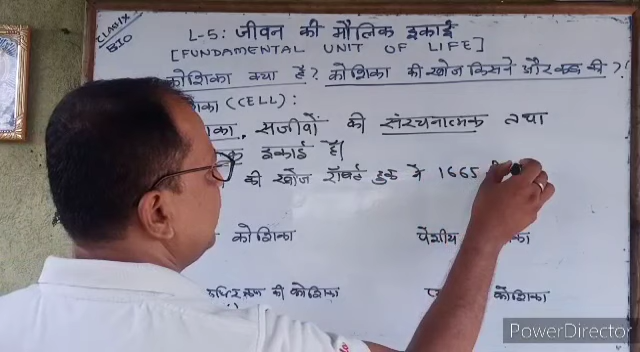 CLASS IX
BIO
L-5: जीवन की मौलिक इकाई
[FUNDAMENTAL UNIT OF LIFE]
कोशिका क्या है? कोशिका की खोज किसने और कब की?
(CELL):
सजीवों की संरचनात्मक तथा
इकाई है।
की खोज रॉबर्ट हुक ने 1665
कोशिका
पेशीय
की कोशिका
कोशिका
PowerDirector